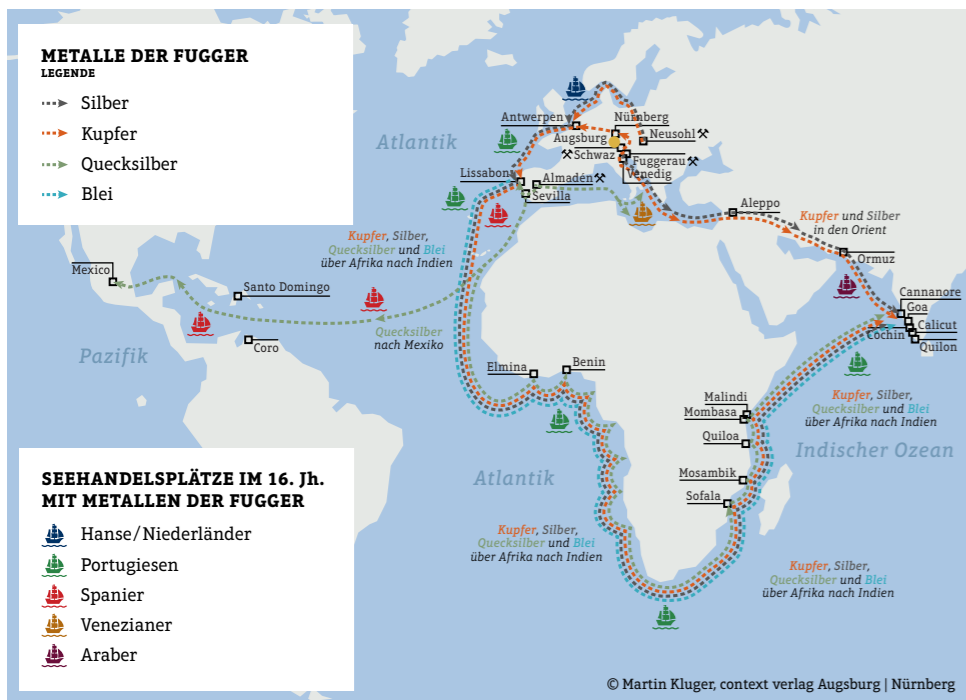 METALLE DER FUGGER
LEGENDE
Silber
Kupfer
Quecksilber
Blei
Atlantik
Antwerpen
Nürnberg
Augsburg
Neusohl
Schwaz
Fuggerau
Venedig
Lissabon
Almadén
Sevilla
Aleppo
Kupfer und Silber
in den Orient
Ormuz
Kupfer, Silber,
Quecksilber und Blei
über Afrika nach Indien
Mexico
Santo Domingo
Cannanore
Goa
Calicut
Cochin
Quilon
Quecksilber
nach Mexiko
Pazifik
Coro
Elmina
Benin
Malindi
Mombasa
Kupfer, Silber,
Quecksilber und Blei
über Afrika nach Indien
Quiloa
Indischer Ozean
Atlantik
Mosambik
Sofala
SEEHANDELSPLÄTZE IM 16. Jh.
MIT METALLEN DER FUGGER
Hanse/Niederländer
Portugiesen
Spanier
Venezianer
Araber
Kupfer, Silber,
Quecksilber und Blei
über Afrika nach Indien
Kupfer, Silber,
Quecksilber und Blei
über Afrika nach Indien
© Martin Kluger, context verlag Augsburg | Nürnberg